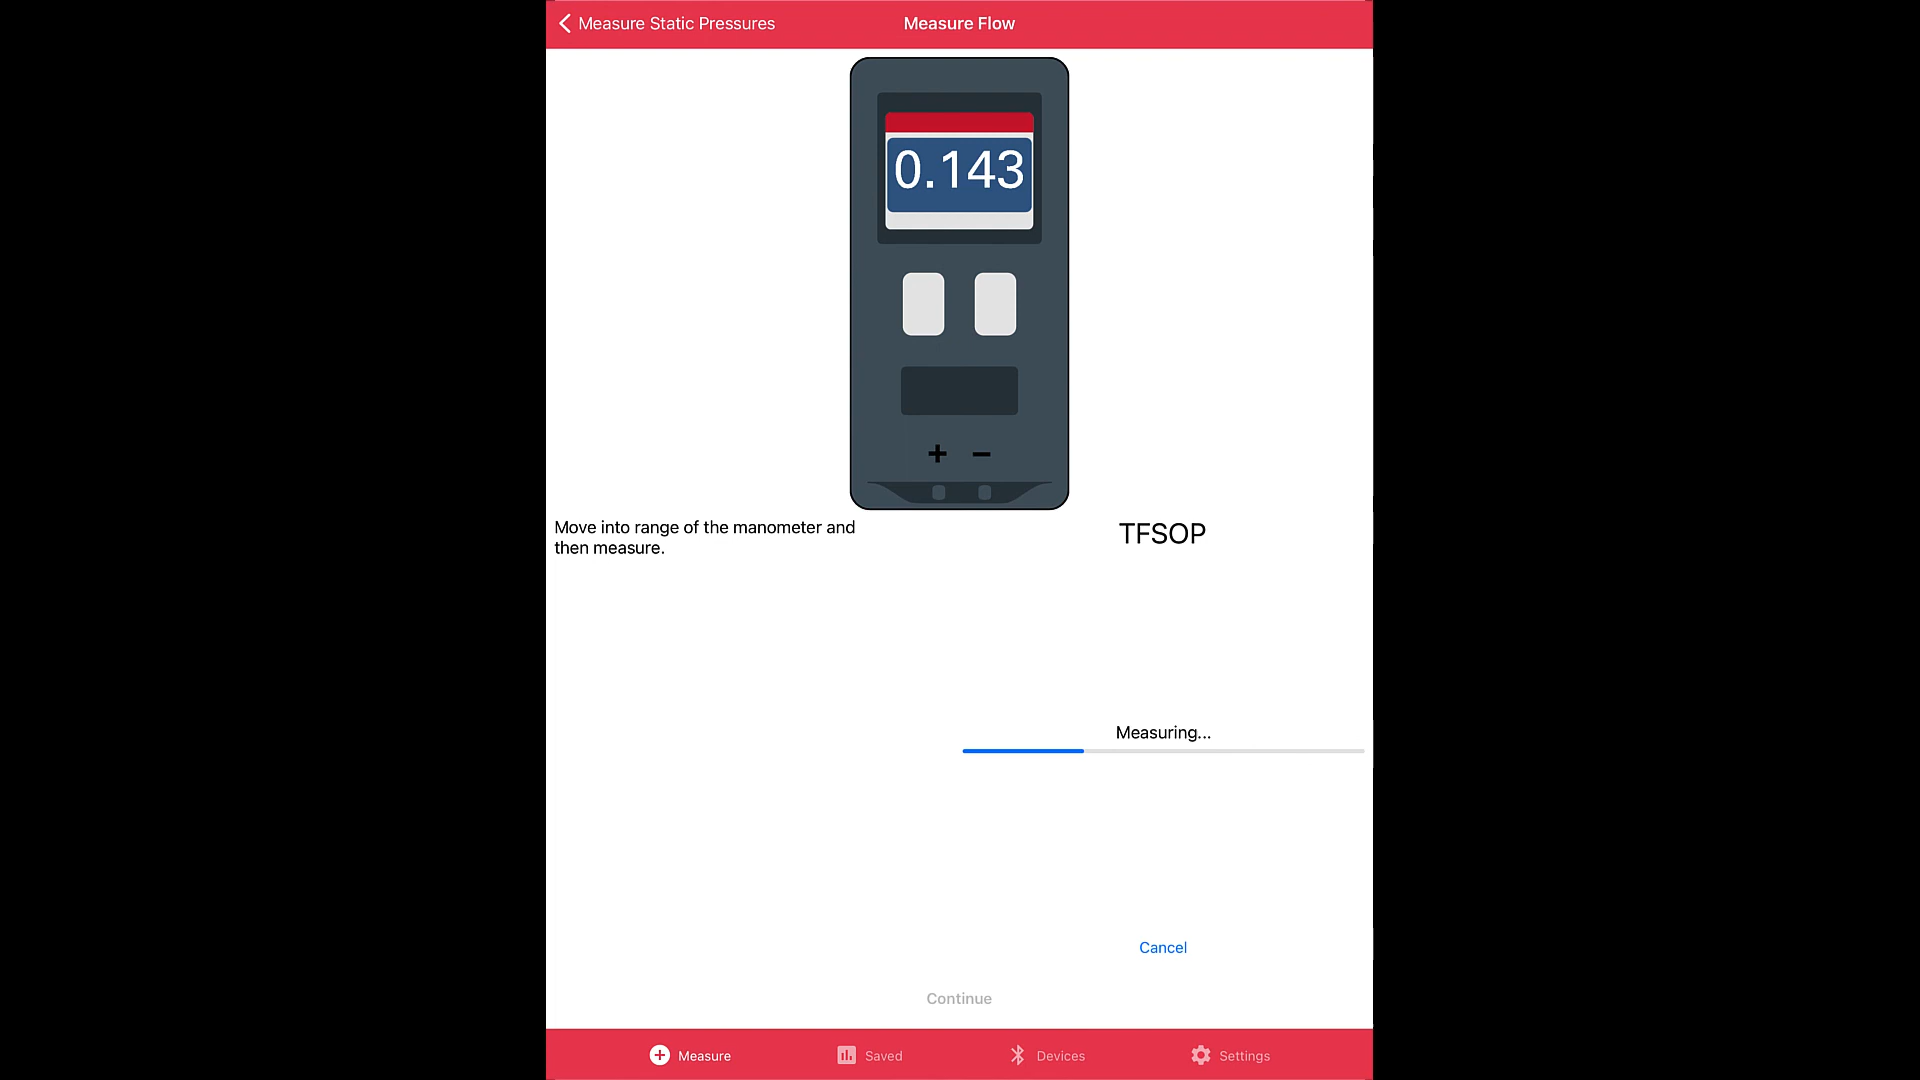 Measure Static Pressures
Measure Flow
0.143
+ −
Move into range of the manometer and
then measure.
TFSOP
Measuring...
Cancel
Continue
Measure
Saved
Devices
Settings